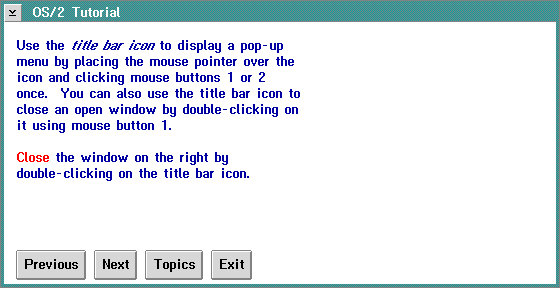 OS/2 Tutorial
Use the title bar icon to display a pop-up
menu by placing the mouse pointer over the
icon and clicking mouse buttons 1 or 2
once.  You can also use the title bar icon to
close an open window by double-clicking on
it using mouse button 1.
Close the window on the right by
double-clicking on the title bar icon.
Previous Next Topics Exit